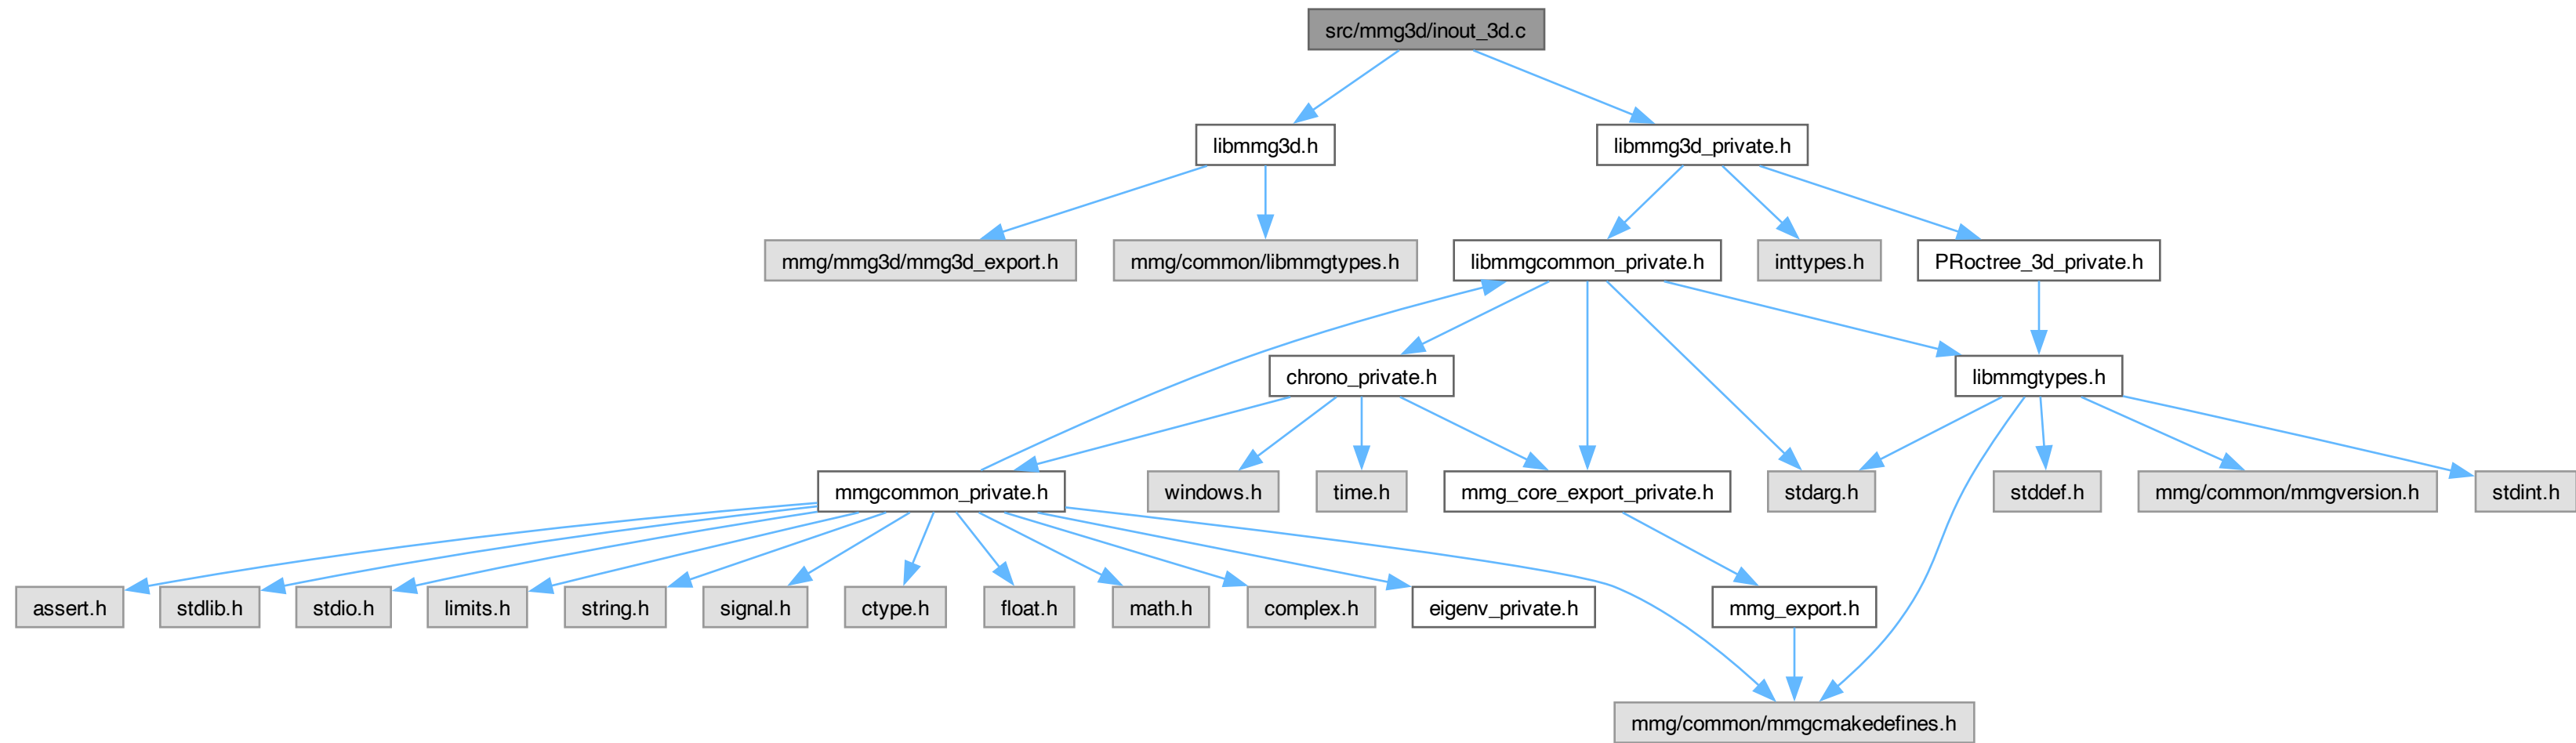 src/mmg3d/inout_3d.c
libmmg3d.h
libmmg3d_private.h
mmg/mmg3d/mmg3d_export.h
mmg/common/libmmgtypes.h
libmmgcommon_private.h
inttypes.h
PRoctree_3d_private.h
chrono_private.h
libmmgtypes.h
mmgcommon_private.h
windows.h
time.h
mmg_core_export_private.h
stdarg.h
stddef.h
mmg/common/mmgversion.h
stdint.h
assert.h
stdlib.h
stdio.h
limits.h
string.h
signal.h
ctype.h
float.h
math.h
complex.h
eigenv_private.h
mmg_export.h
mmg/common/mmgcmakedefines.h